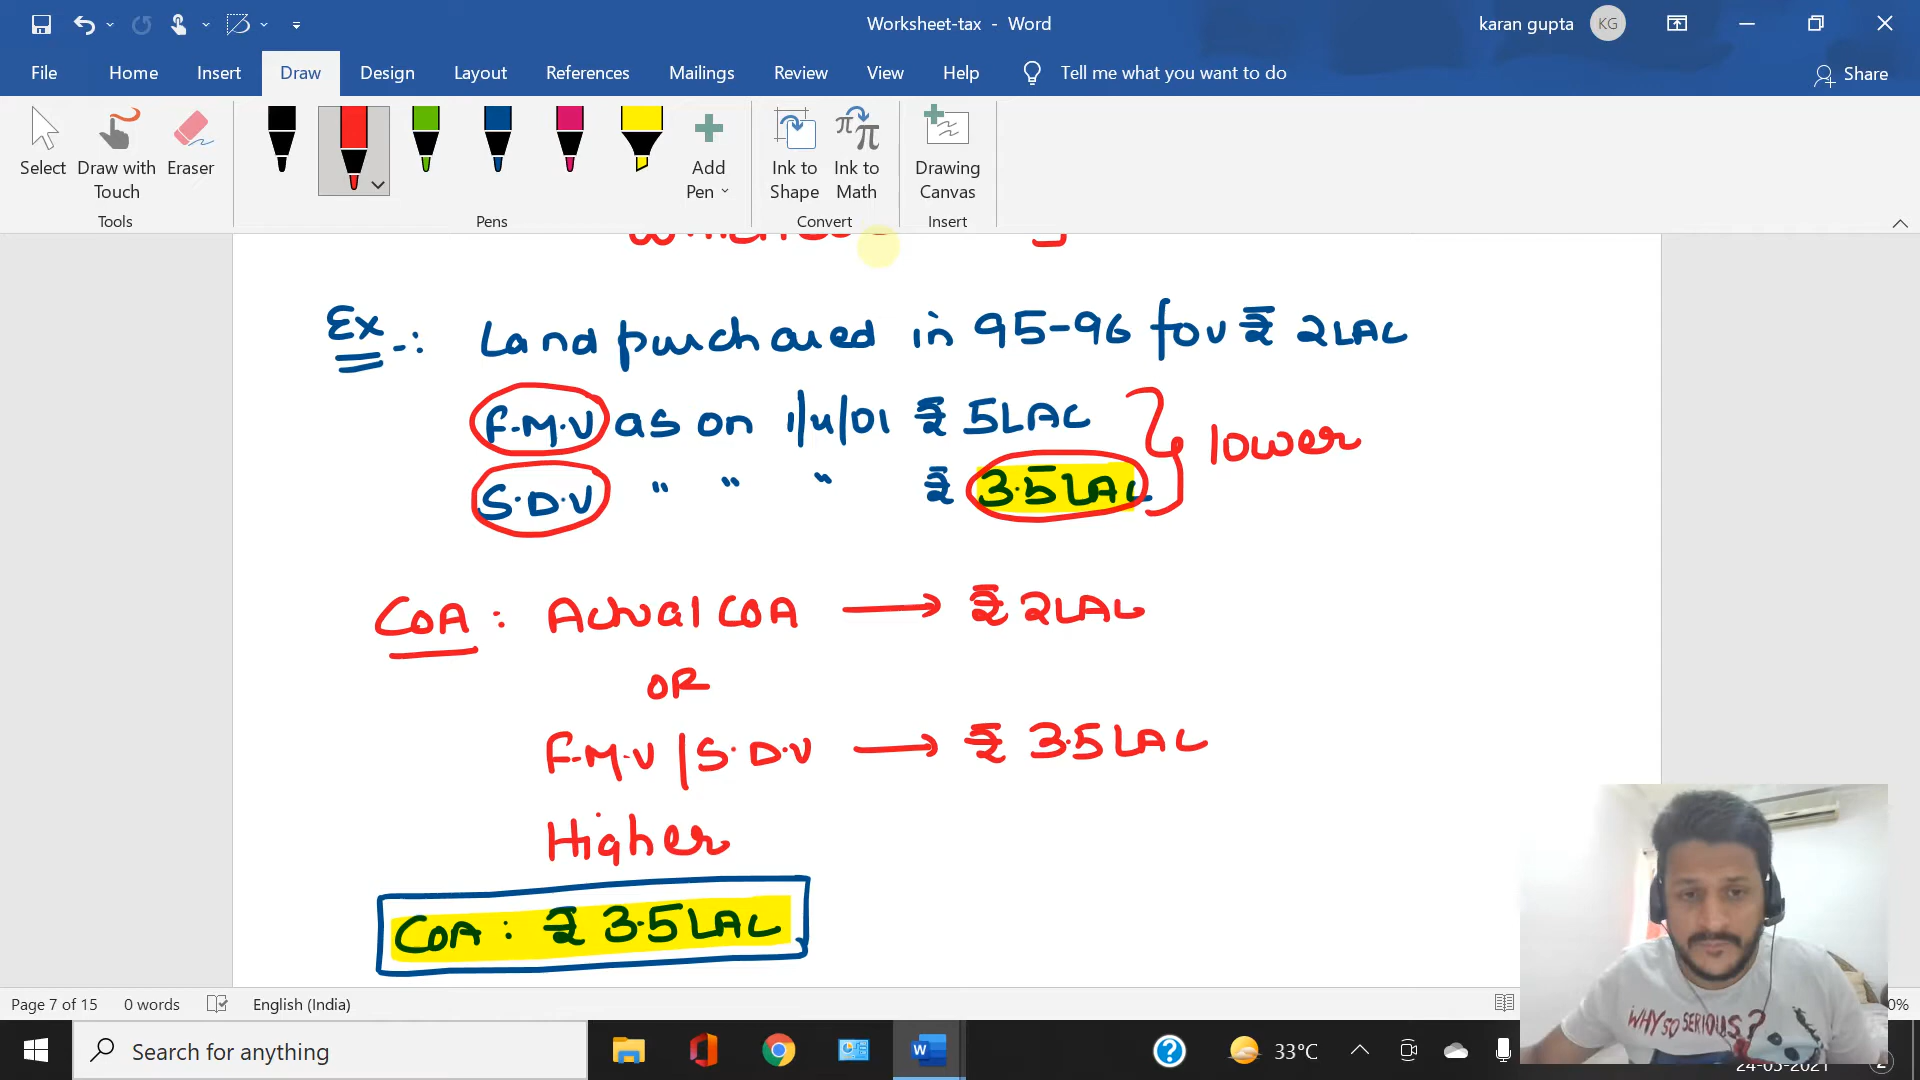 Worksheet-tax - Word
karan gupta KG
File Home Insert Draw Design Layout References Mailings Review View Help Tell me what you want to do Share
Select Draw with Touch Eraser Add Pen Ink to Shape Ink to Math Drawing Canvas
Tools Pens Convert Insert
Ex -: Land purchased in 95-96 for ₹ 2LAC
F.M.V as on 1/4/01 ₹ 5LAC
lower
S.D.V " " " ₹ 3.5LAC
COA : Actual COA → ₹ 2LAC
OR
F.M.V / S.D.V → ₹ 3.5LAC
Higher
COA : ₹ 3.5LAC
WHY SO SERIOUS?
Page 7 of 15 0 words English (India) 0%
Search for anything
W
33°C